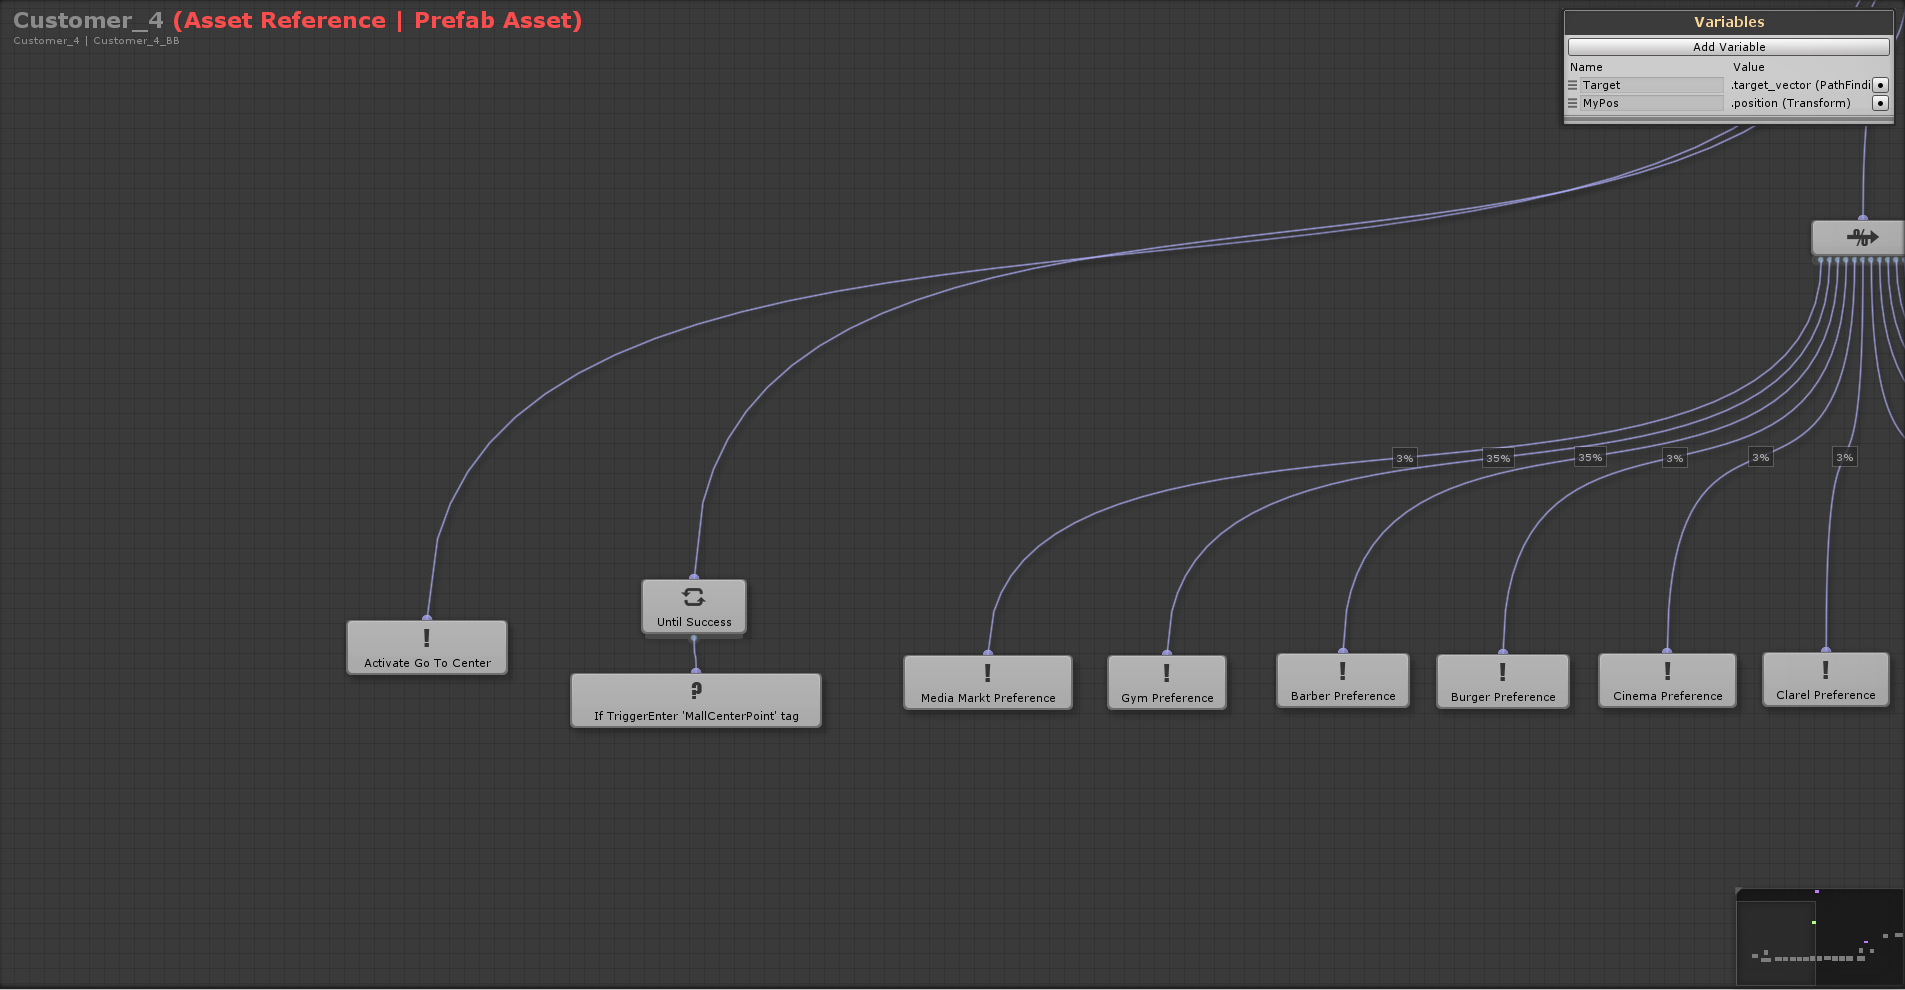 Customer_4 (Asset Reference | Prefab Asset)
Customer_4 | Customer_4_BB
Variables
Add Variable
Name Value
Target .target_vector (PathFindi
MyPos .position (Transform)
%
3% 35% 35% 3% 3% 3%
Until Success
Activate Go To Center
If TriggerEnter 'MallCenterPoint' tag
Media Markt Preference
Gym Preference
Barber Preference
Burger Preference
Cinema Preference
Clarel Preference